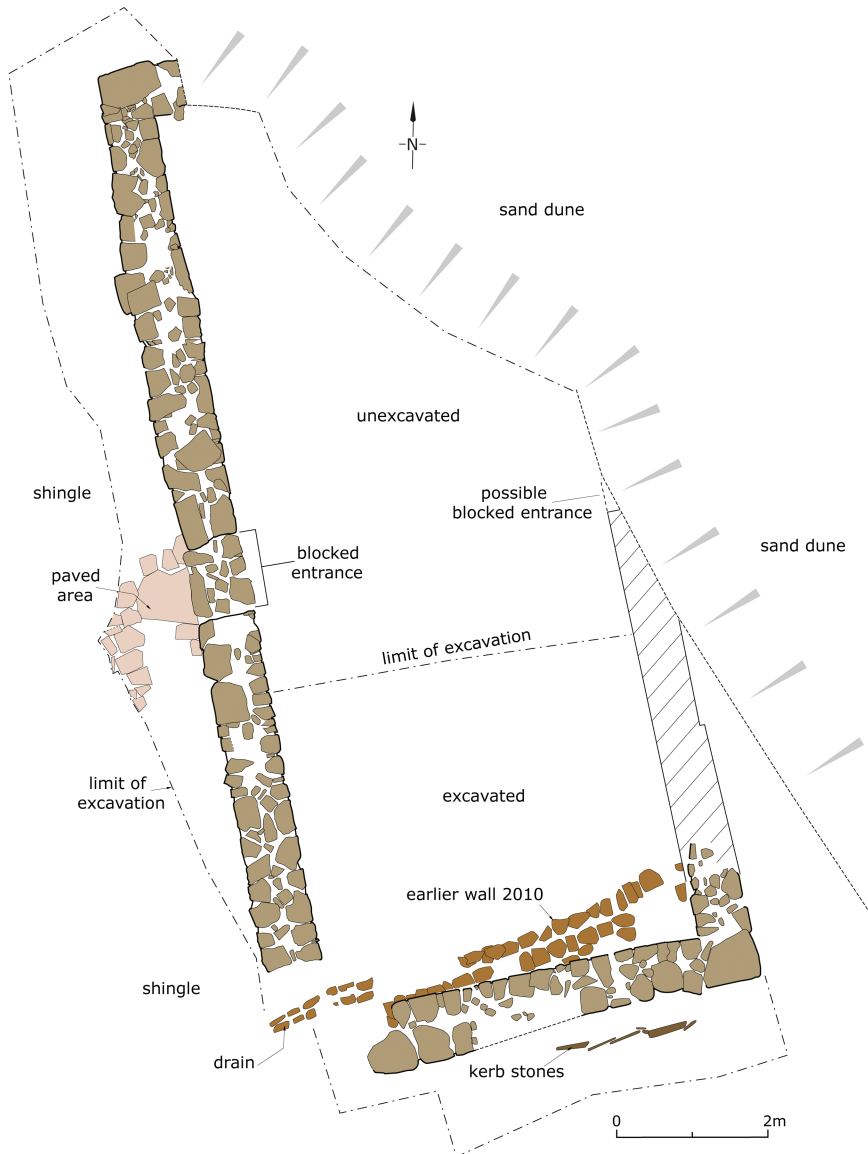 -N-
sand dune
unexcavated
shingle
possible
blocked entrance
sand dune
blocked
entrance
paved
area
limit of excavation
limit of
excavation
excavated
earlier wall 2010
shingle
drain
kerb stones
0 2m